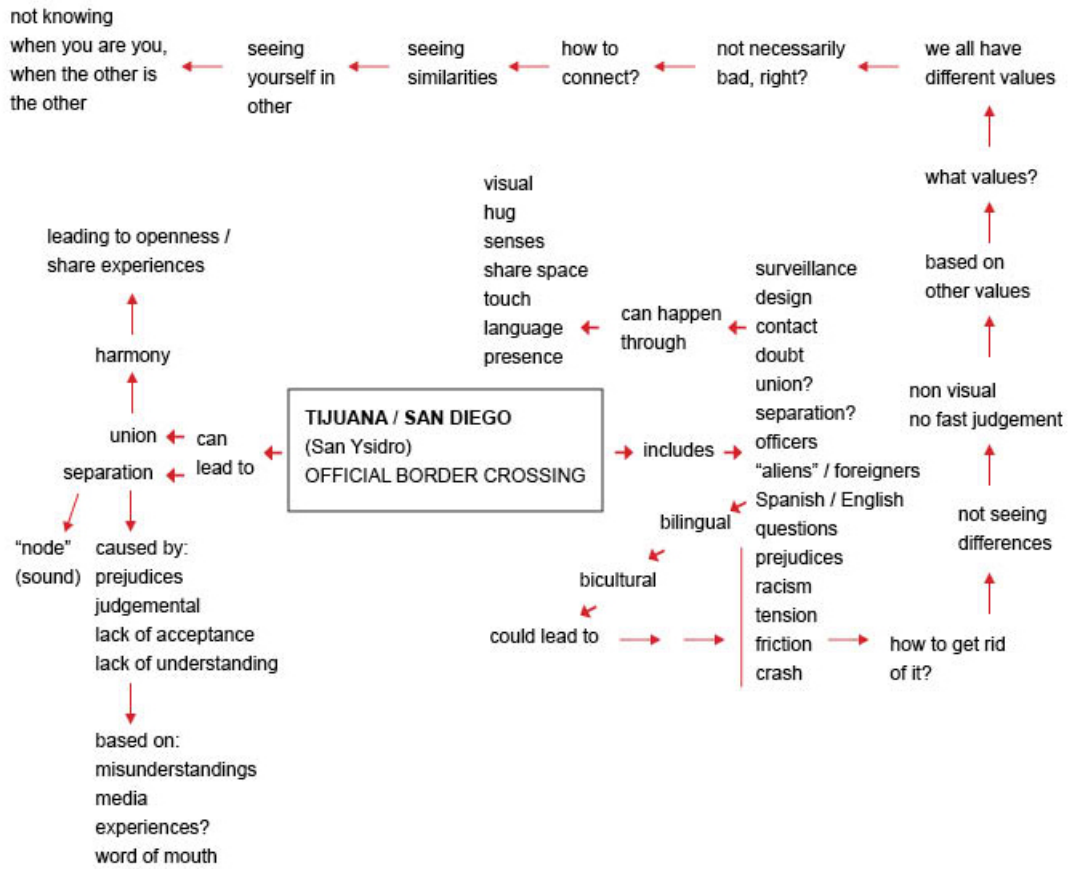 not knowing
when you are you,
when the other is
the other
seeing
yourself in
other
seeing
similarities
how to
connect?
not necessarily
bad, right?
we all have
different values
what values?
based on
other values
non visual
no fast judgement
not seeing
differences
how to get rid
of it?
visual
hug
senses
share space
touch
language
presence
can happen
through
surveillance
design
contact
doubt
union?
separation?
officers
“aliens” / foreigners
Spanish / English
questions
prejudices
racism
tension
friction
crash
leading to openness /
share experiences
harmony
union
separation
can
lead to
TIJUANA / SAN DIEGO
(San Ysidro)
OFFICIAL BORDER CROSSING
includes
bilingual
bicultural
could lead to
“node”
(sound)
caused by:
prejudices
judgemental
lack of acceptance
lack of understanding
based on:
misunderstandings
media
experiences?
word of mouth